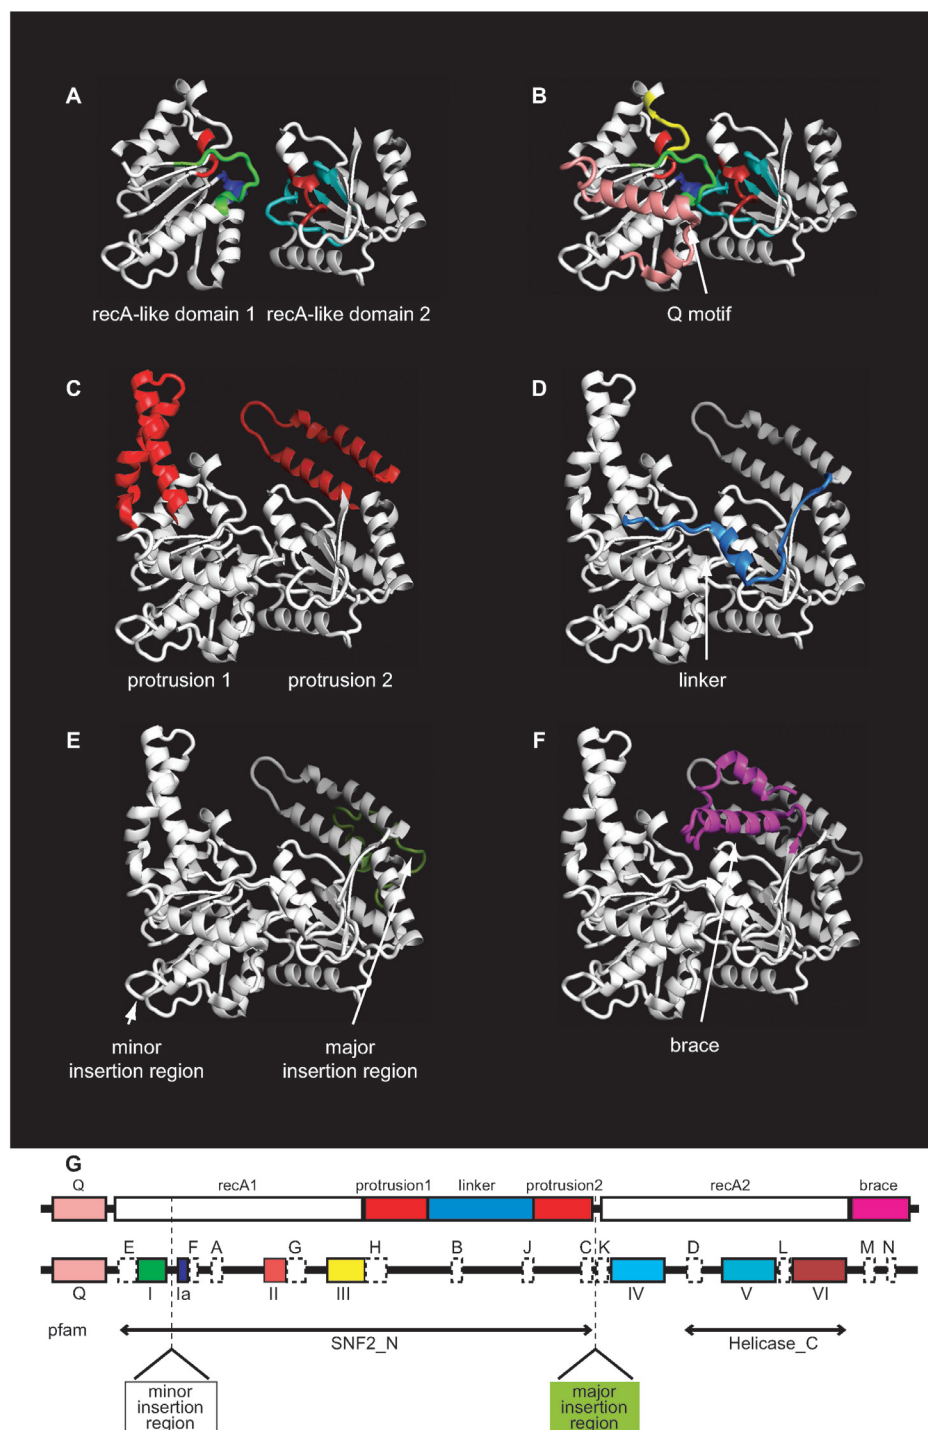 A
B
recA-like domain 1 recA-like domain 2
Q motif
C
D
protrusion 1
protrusion 2
linker
E
F
minor
insertion region
major
insertion region
brace
G
Q
recA1
protrusion1
linker
protrusion2
recA2
brace
E
F
A
G
H
B
J
C
K
D
L
M
N
Q
I
Ia
II
III
IV
V
VI
pfam
SNF2_N
Helicase_C
minor
insertion
region
major
insertion
region